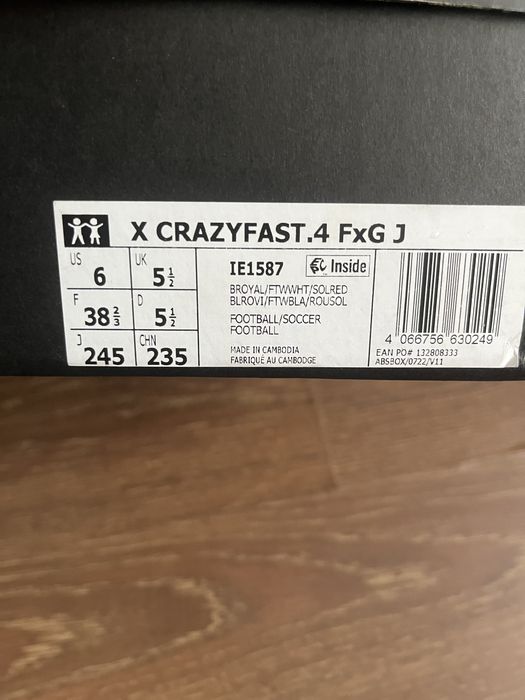 X CRAZYFAST.4 FxG J
US 6 UK 5½
F 38⅔ D 5½
J 245 CHN 235
IE1587 Inside
BROYAL/FTWWHT/SOLRED
BLROVI/FTWBLA/ROUSOL
FOOTBALL/SOCCER
FOOTBALL
MADE IN CAMBODIA
FABRIQUÉ AU CAMBODGE
4 066756 630249
EAN PO# 132808333
ABSBOX/0722/V11